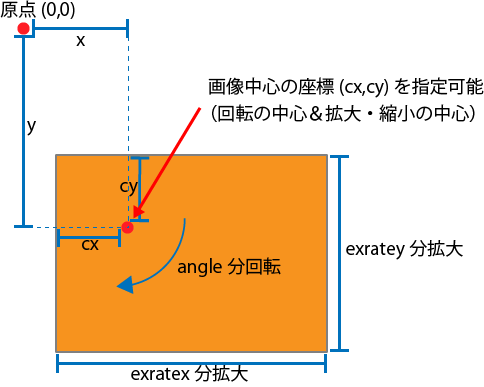 原点 (0,0)
x
y
画像中心の座標 (cx,cy) を指定可能
（回転の中心＆拡大・縮小の中心）
cy
cx
angle 分回転
exratey 分拡大
exratex 分拡大